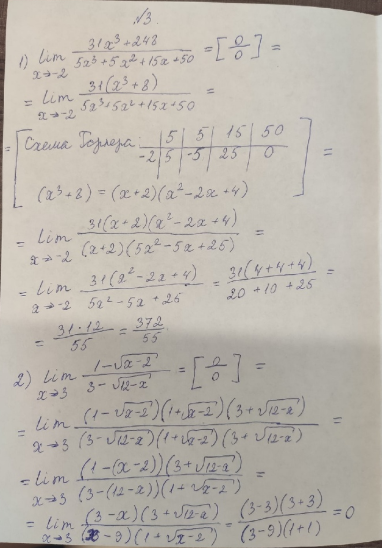 №3.
1) lim x→-2 (31x³+248)/(5x³+5x²+15x+50) = [0/0] =
= lim x→-2 31(x³+8)/(5x³+5x²+15x+50) =
= [Схема Горнера: | 5 | 5 | 15 | 50
-2 | 5 | -5 | 25 | 0
(x³+8) = (x+2)(x²-2x+4)] =
= lim x→-2 31(x+2)(x²-2x+4)/((x+2)(5x²-5x+25)) =
= lim x→-2 31(x²-2x+4)/(5x²-5x+25) = 31(4+4+4)/(20+10+25) =
= 31·12/55 = 372/55.
2) lim x→3 (1-√(x-2))/(3-√(12-x)) = [0/0] =
= lim x→3 (1-√(x-2))(1+√(x-2))(3+√(12-x))/((3-√(12-x))(1+√(x-2))(3+√(12-x))) =
= lim x→3 (1-(x-2))(3+√(12-x))/((3-(12-x))(1+√(x-2))) =
= lim x→3 (3-x)(3+√(12-x))/((x-9)(1+√(x-2))) = (3-3)(3+3)/((3-9)(1+1)) = 0